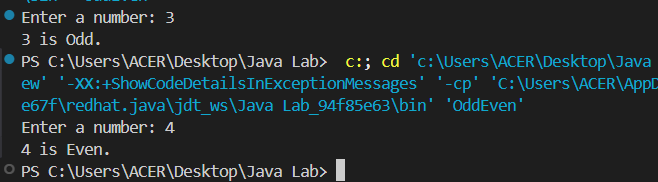 Enter a number: 3
3 is Odd.
PS C:\Users\ACER\Desktop\Java Lab>  c:; cd 'c:\Users\ACER\Desktop\Java
ew' '-XX:+ShowCodeDetailsInExceptionMessages' '-cp' 'C:\Users\ACER\AppD
e67f\redhat.java\jdt_ws\Java Lab_94f85e63\bin' 'OddEven'
Enter a number: 4
4 is Even.
PS C:\Users\ACER\Desktop\Java Lab>